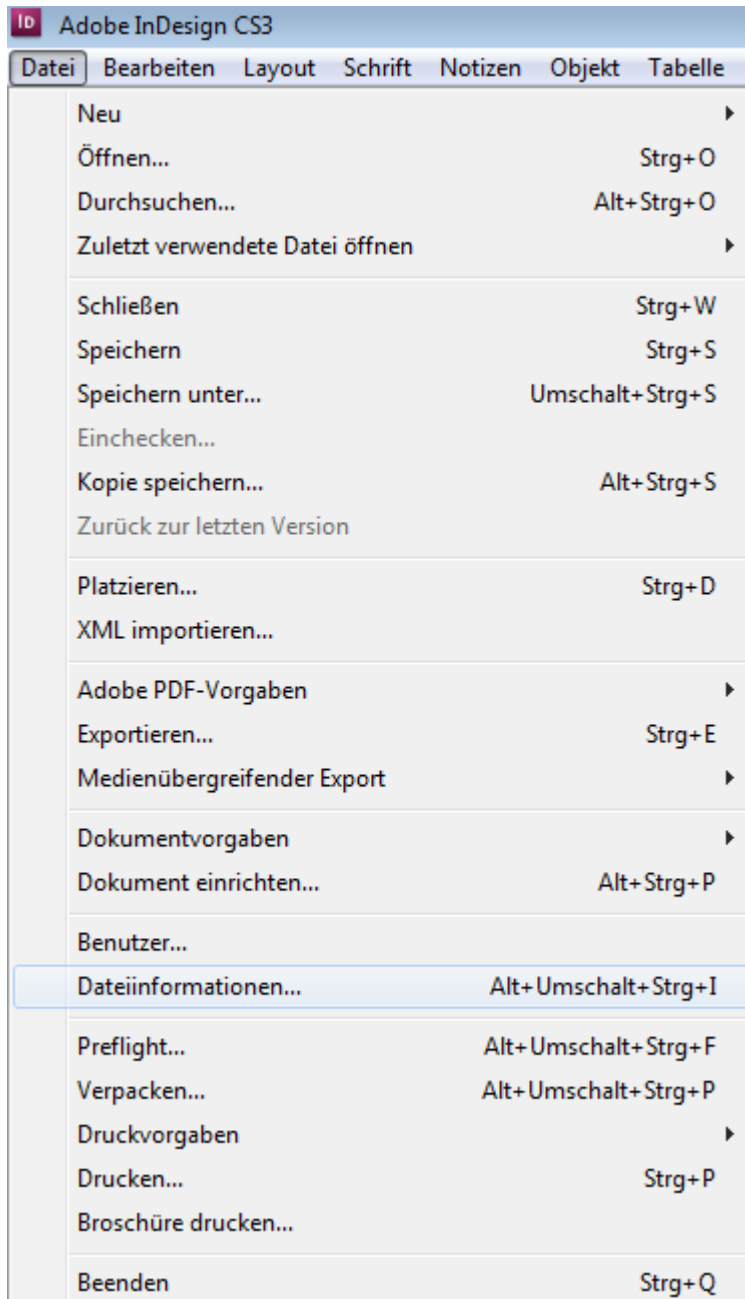 ID Adobe InDesign CS3
Datei Bearbeiten Layout Schrift Notizen Objekt Tabelle
Neu
Öffnen... Strg+O
Durchsuchen... Alt+Strg+O
Zuletzt verwendete Datei öffnen
Schließen Strg+W
Speichern Strg+S
Speichern unter... Umschalt+Strg+S
Einchecken...
Kopie speichern... Alt+Strg+S
Zurück zur letzten Version
Platzieren... Strg+D
XML importieren...
Adobe PDF-Vorgaben
Exportieren... Strg+E
Medienübergreifender Export
Dokumentvorgaben
Dokument einrichten... Alt+Strg+P
Benutzer...
Dateiinformationen... Alt+Umschalt+Strg+I
Preflight... Alt+Umschalt+Strg+F
Verpacken... Alt+Umschalt+Strg+P
Druckvorgaben
Drucken... Strg+P
Broschüre drucken...
Beenden Strg+Q